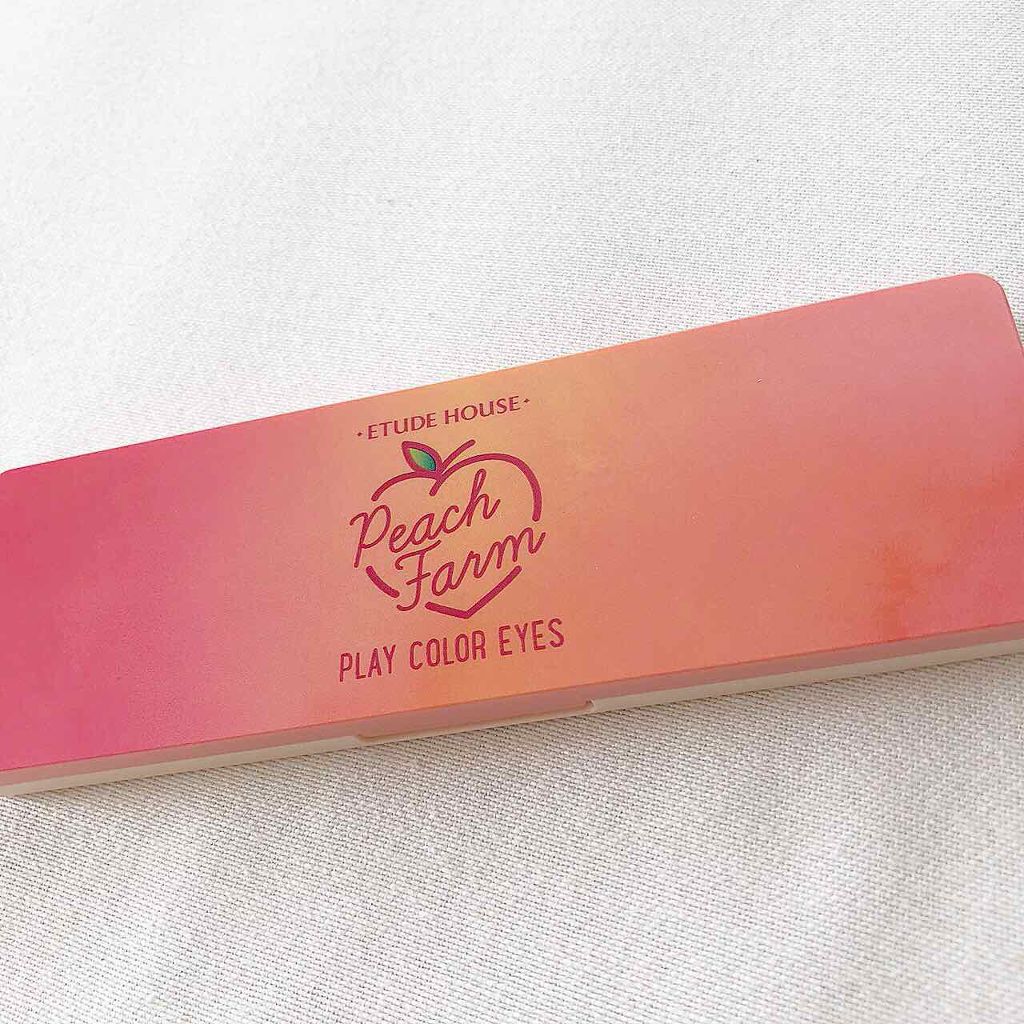 ·ETUDE HOUSE·
Peach
Farm
PLAY COLOR EYES